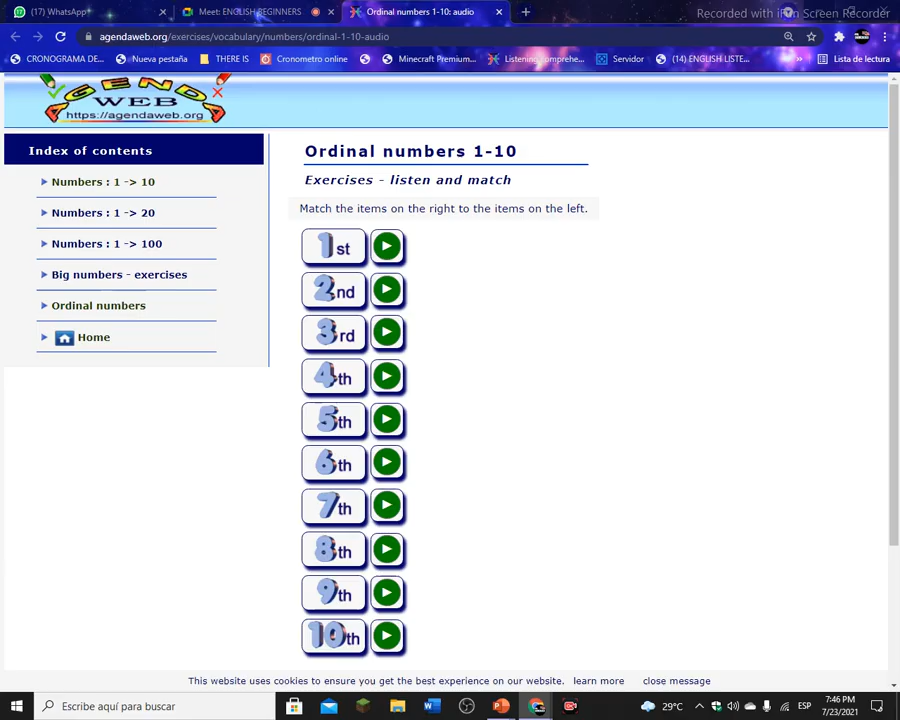 (17) WhatsApp
Meet: ENGLISH BEGINNERS
Ordinal numbers 1-10: audio
Recorded with iFun Screen Recorder
agendaweb.org/exercises/vocabulary/numbers/ordinal-1-10-audio
CRONOGRAMA DE...
Nueva pestaña
THERE IS
Cronometro online
Minecraft Premium...
Listening comprehe...
Servidor
(14) ENGLISH LISTE...
»
Lista de lectura
AGENDA
WEB
https://agendaweb.org
Index of contents
Numbers : 1 -> 10
Numbers : 1 -> 20
Numbers : 1 -> 100
Big numbers - exercises
Ordinal numbers
Home
Ordinal numbers 1-10
Exercises - listen and match
Match the items on the right to the items on the left.
1st
2nd
3rd
4th
5th
6th
7th
8th
9th
10th
This website uses cookies to ensure you get the best experience on our website. learn more close message
Escribe aquí para buscar
29°C
ESP
7:46 PM
7/23/2021